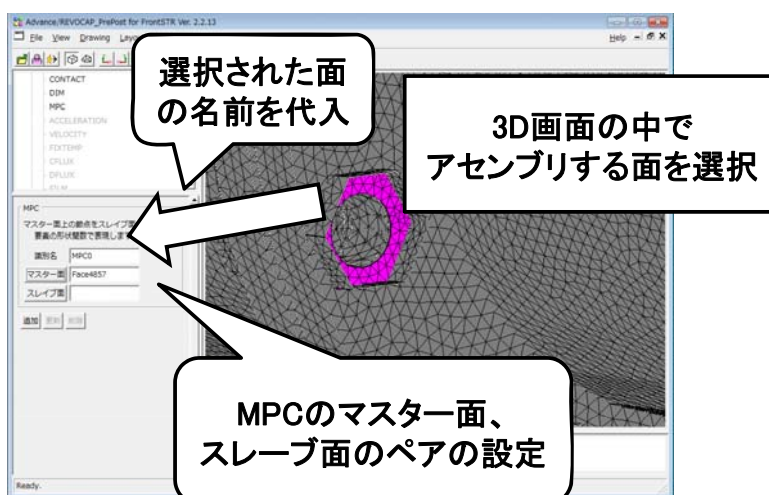 Advance/REVOCAP_PrePost for FrontSTR Ver. 2.2.13
File View Drawing
Help
CONTACT
DIM
MPC
ACCELERATION
VELOCITY
FIXTEMP
CFLUX
DFLUX
選択された面
の名前を代入
3D画面の中で
アセンブリする面を選択
MPC
マスター面上の節点をスレイブ面
要素の形状関数で表現します
識別名 MPC0
マスター面 Face4857
スレイブ面
追加 更新 削除
MPCのマスター面、
スレーブ面のペアの設定
Ready.